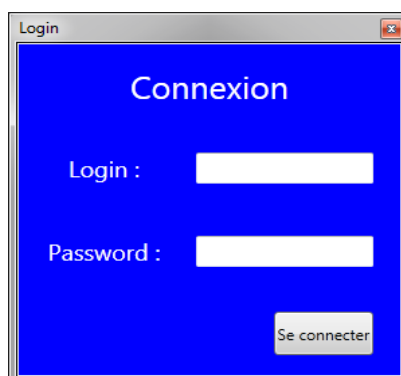 Login
Connexion
Login :
Password :
Se connecter